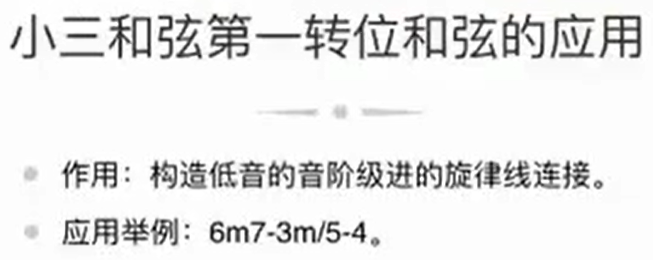 小三和弦第一转位和弦的应用
作用：构造低音的音阶级进的旋律线连接。
应用举例：6m7-3m/5-4。